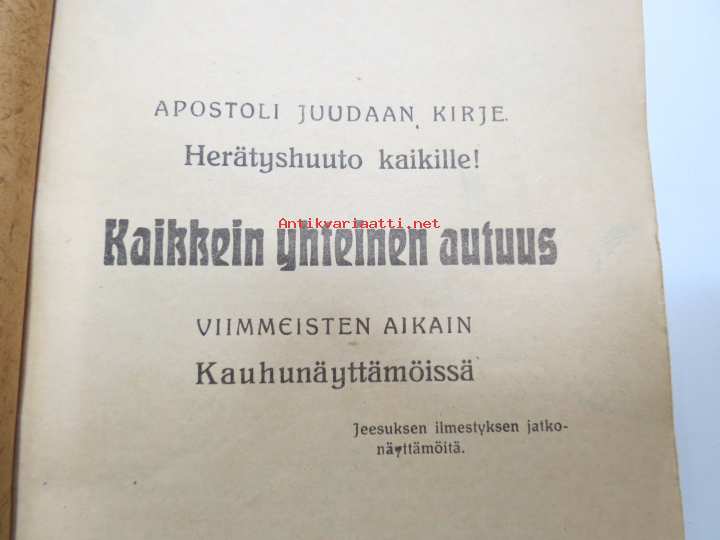 APOSTOLI JUUDAAN KIRJE.
Herätyshuuto kaikille!
Antikvariaatti.net
Kaikkein yhteinen autuus
VIIMMEISTEN AIKAIN
Kauhunäyttämöissä
Jeesuksen ilmestyksen jatko-
näyttämöitä.